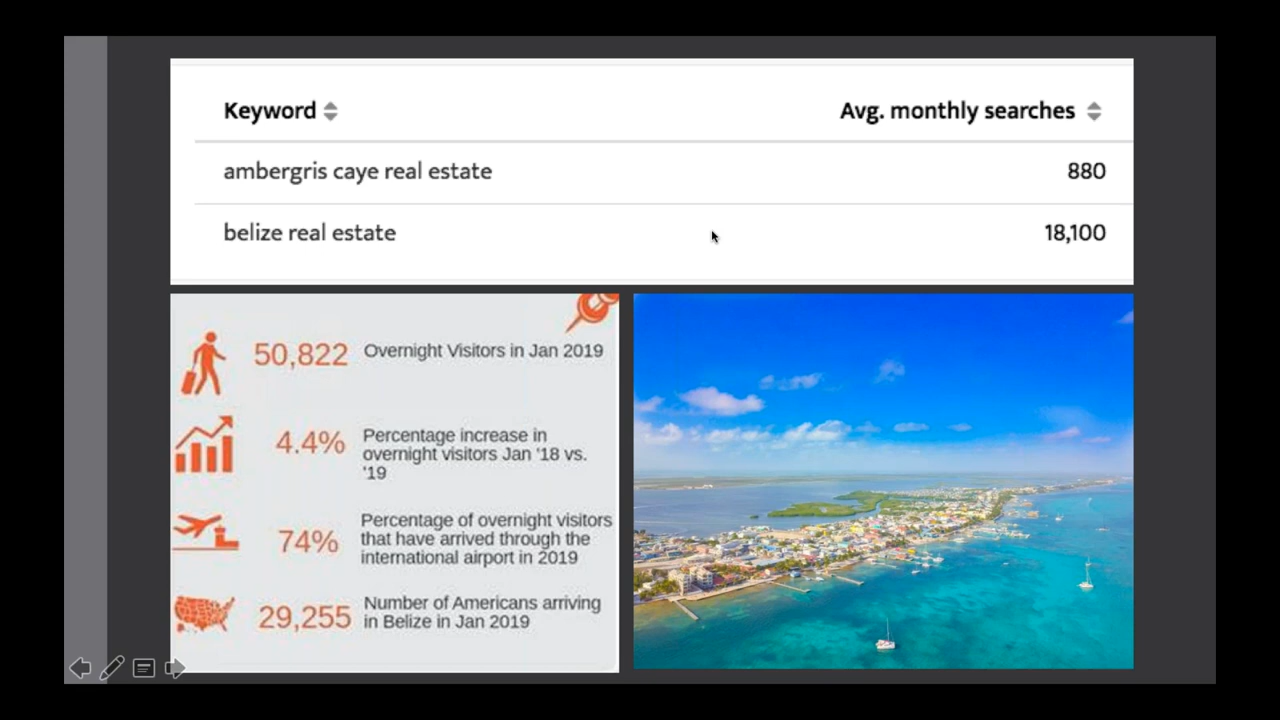 Keyword
Avg. monthly searches
ambergris caye real estate
880
belize real estate
18,100
50,822
Overnight Visitors in Jan 2019
4.4%
Percentage increase in
overnight visitors Jan '18 vs.
'19
74%
Percentage of overnight visitors
that have arrived through the
international airport in 2019
29,255
Number of Americans arriving
in Belize in Jan 2019